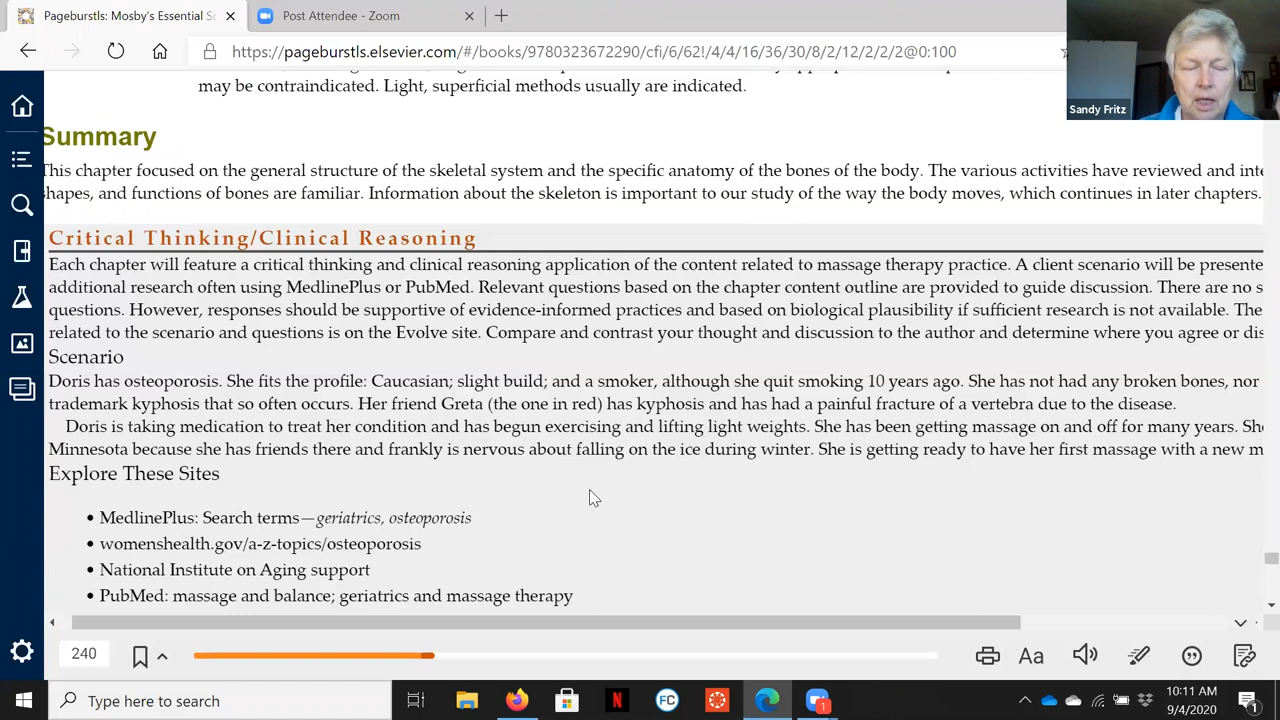 Pageburstls: Mosby's Essential Sc
Post Attendee - Zoom
https://pageburstls.elsevier.com/#/books/9780323672290/cfi/6/62!/4/4/16/36/30/8/2/12/2/2/2@0:100
Sandy Fritz
may be contraindicated. Light, superficial methods usually are indicated.
Summary
This chapter focused on the general structure of the skeletal system and the specific anatomy of the bones of the body. The various activities have reviewed and inte
shapes, and functions of bones are familiar. Information about the skeleton is important to our study of the way the body moves, which continues in later chapters.
Critical Thinking/Clinical Reasoning
Each chapter will feature a critical thinking and clinical reasoning application of the content related to massage therapy practice. A client scenario will be presente
additional research often using MedlinePlus or PubMed. Relevant questions based on the chapter content outline are provided to guide discussion. There are no s
questions. However, responses should be supportive of evidence-informed practices and based on biological plausibility if sufficient research is not available. The
related to the scenario and questions is on the Evolve site. Compare and contrast your thought and discussion to the author and determine where you agree or dis
Scenario
Doris has osteoporosis. She fits the profile: Caucasian; slight build; and a smoker, although she quit smoking 10 years ago. She has not had any broken bones, nor
trademark kyphosis that so often occurs. Her friend Greta (the one in red) has kyphosis and has had a painful fracture of a vertebra due to the disease.
Doris is taking medication to treat her condition and has begun exercising and lifting light weights. She has been getting massage on and off for many years. She
Minnesota because she has friends there and frankly is nervous about falling on the ice during winter. She is getting ready to have her first massage with a new m
Explore These Sites
• MedlinePlus: Search terms—geriatrics, osteoporosis
• womenshealth.gov/a-z-topics/osteoporosis
• National Institute on Aging support
• PubMed: massage and balance; geriatrics and massage therapy
240
Aa
Type here to search
N
FC
1
10:11 AM
9/4/2020
1